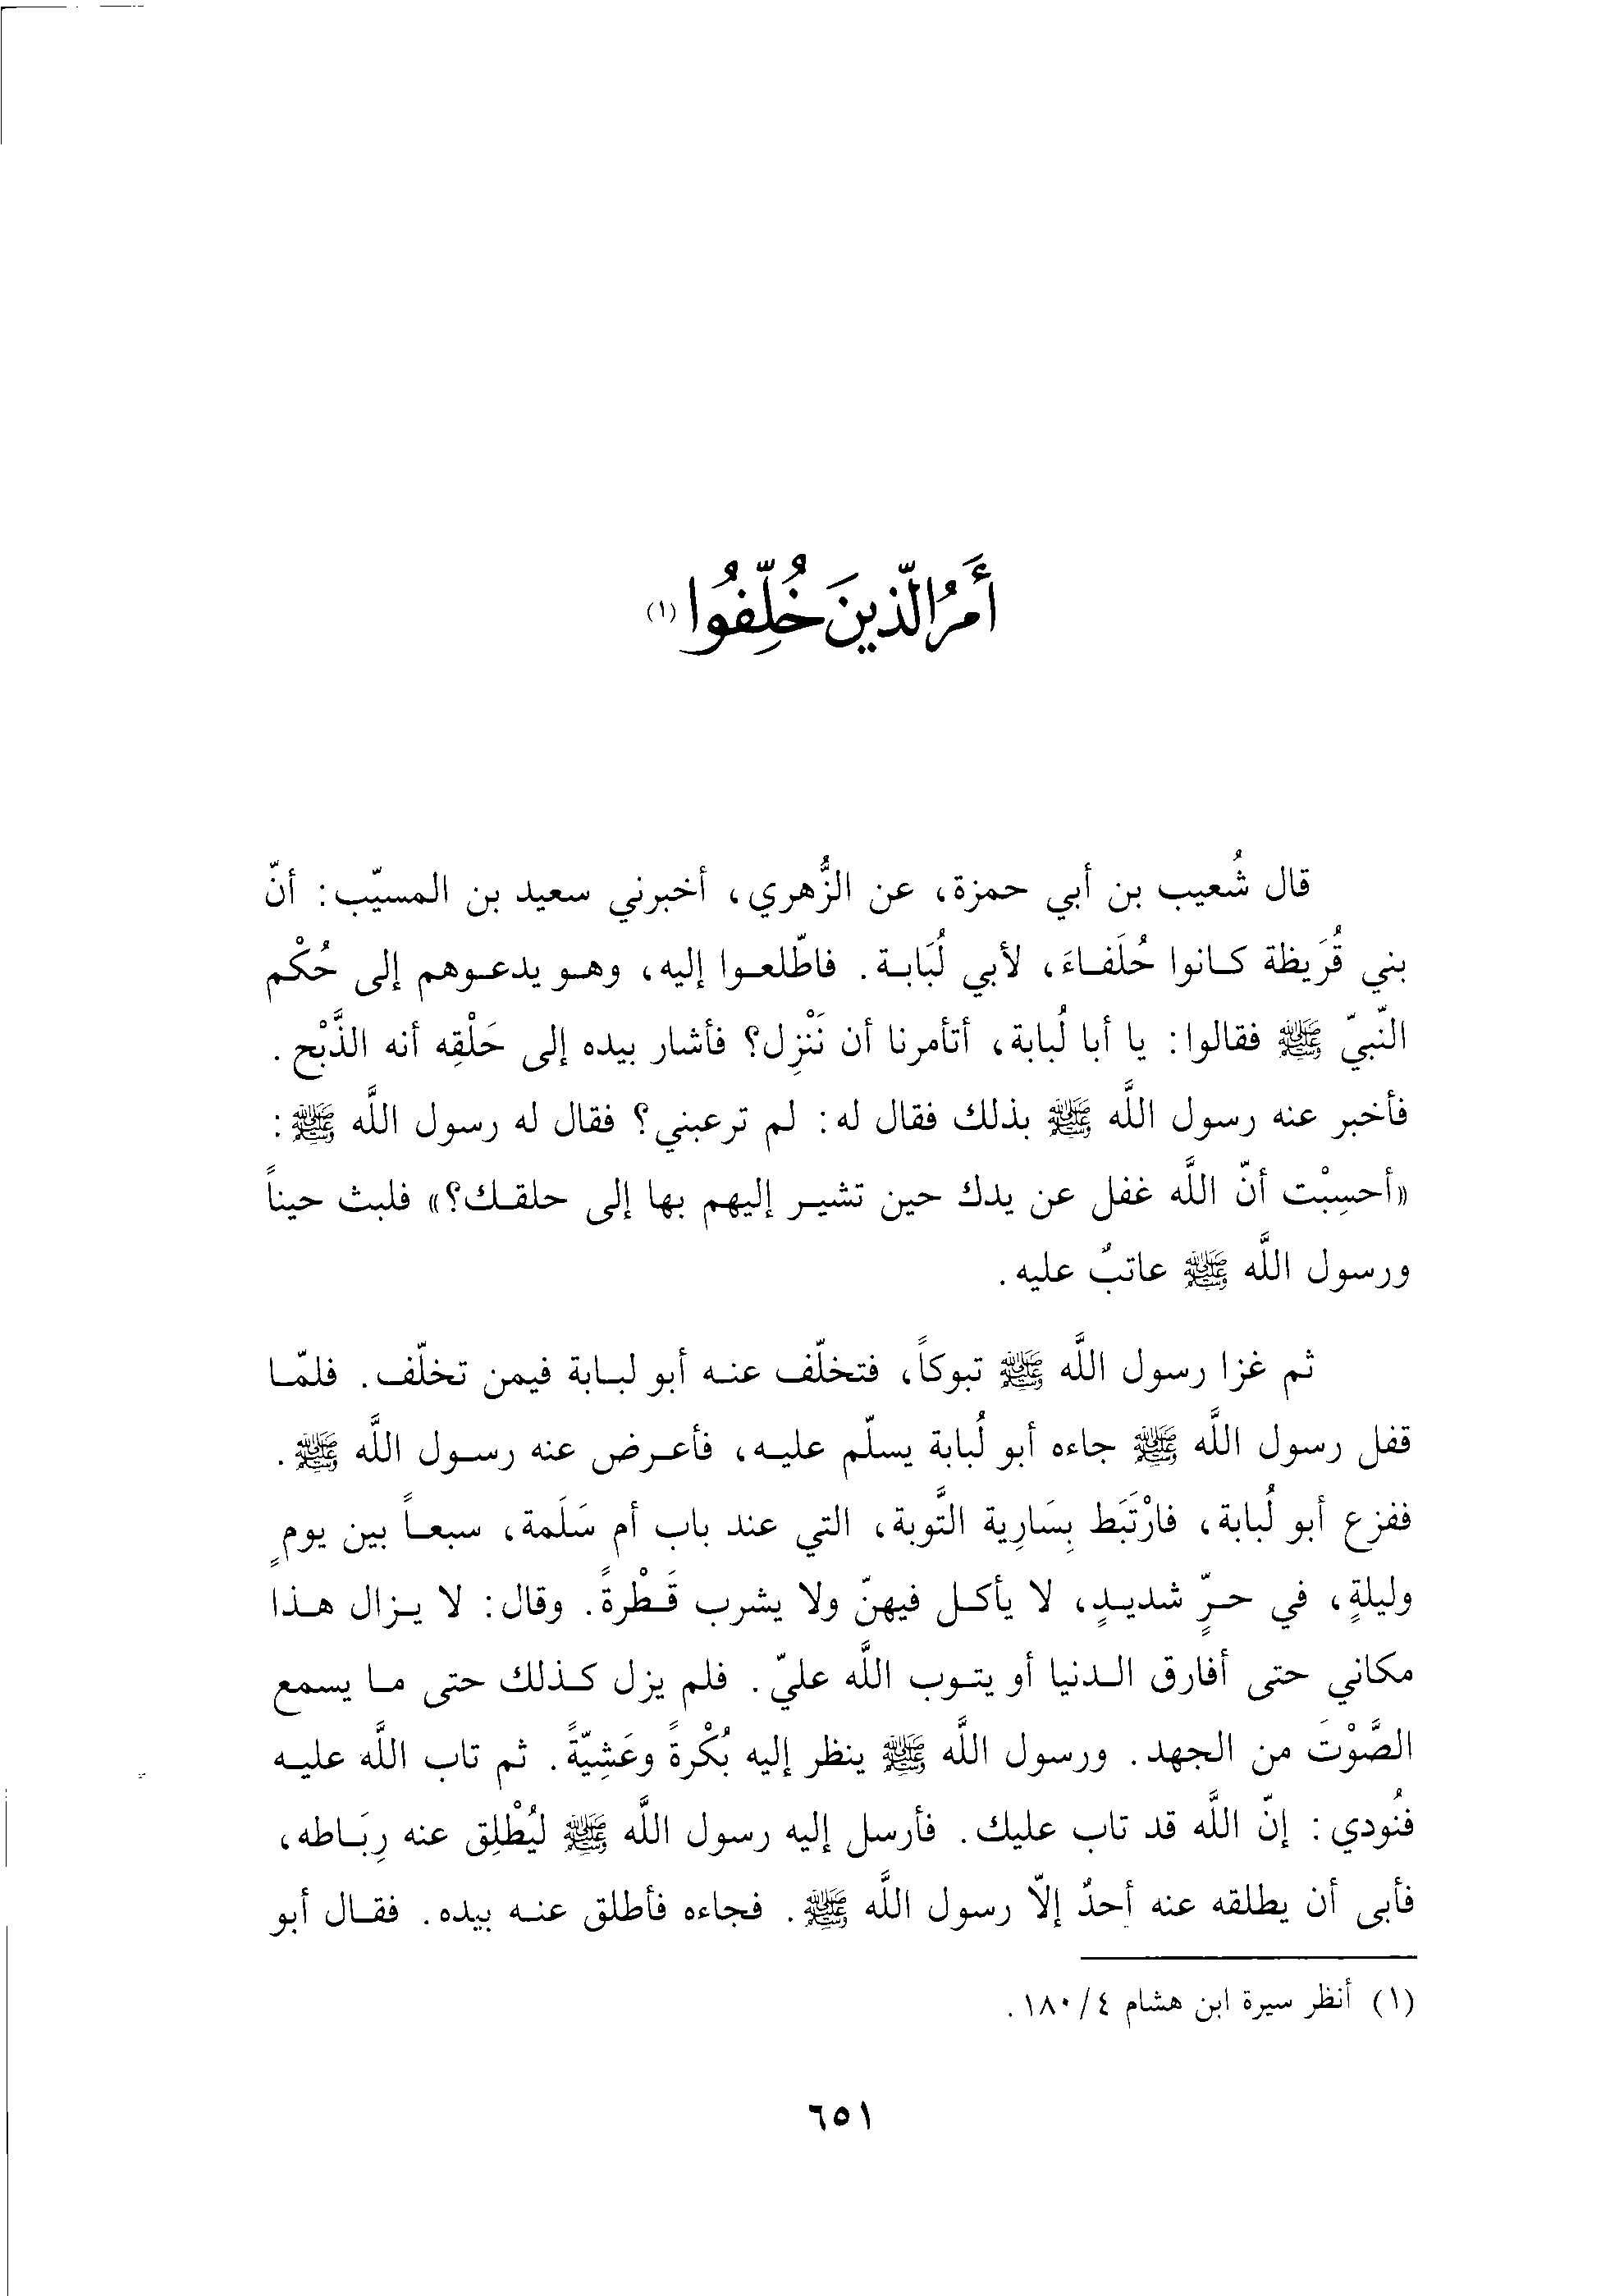 أَمرُ الّذينَ خُلِّفُوا (١)
قال شُعيب بن أبي حمزة، عن الزُّهري، أخبرني سعيد بن المسيّب: أنّ
بني قُرَيظة كانوا حُلَفاءَ، لأبي لُبَابة. فاطّلعوا إليه، وهو يدعوهم إلى حُكْم
النّبيّ ﷺ فقالوا: يا أبا لُبابة، أتأمرنا أن نَنْزِل؟ فأشار بيده إلى حَلْقِه أنه الذَّبْح.
فأخبر عنه رسول اللَّه ﷺ بذلك فقال له: لم ترعبني؟ فقال له رسول اللَّه ﷺ:
«أحسِبْت أنّ اللَّه غفل عن يدك حين تشير إليهم بها إلى حلقك؟» فلبث حيناً
ورسول اللَّه ﷺ عاتبٌ عليه.
ثم غزا رسول اللَّه ﷺ تبوكاً، فتخلّف عنه أبو لبابة فيمن تخلّف. فلمّا
قفل رسول اللَّه ﷺ جاءه أبو لُبابة يسلّم عليه، فأعرض عنه رسول اللَّه ﷺ.
ففزع أبو لُبابة، فارْتَبَط بِسَارِية التَّوبة، التي عند باب أم سَلَمة، سبعاً بين يومٍ
وليلةٍ، في حرّ شديدٍ، لا يأكل فيهنّ ولا يشرب قَطْرةً. وقال: لا يزال هذا
مكاني حتى أفارق الدنيا أو يتوب اللَّه عليّ. فلم يزل كذلك حتى ما يسمع
الصَّوْتَ من الجهد. ورسول اللَّه ﷺ ينظر إليه بُكْرةً وعَشِيّةً. ثم تاب اللَّه عليه
فنُودي: إنّ اللَّه قد تاب عليك. فأرسل إليه رسول اللَّه ﷺ ليُطْلِق عنه رِبَاطه،
فأبى أن يطلقه عنه أحدٌ إلاّ رسول اللَّه ﷺ. فجاءه فأطلق عنه بيده. فقال أبو
(١) أنظر سيرة ابن هشام ٤/ ١٨٠.
٦٥١